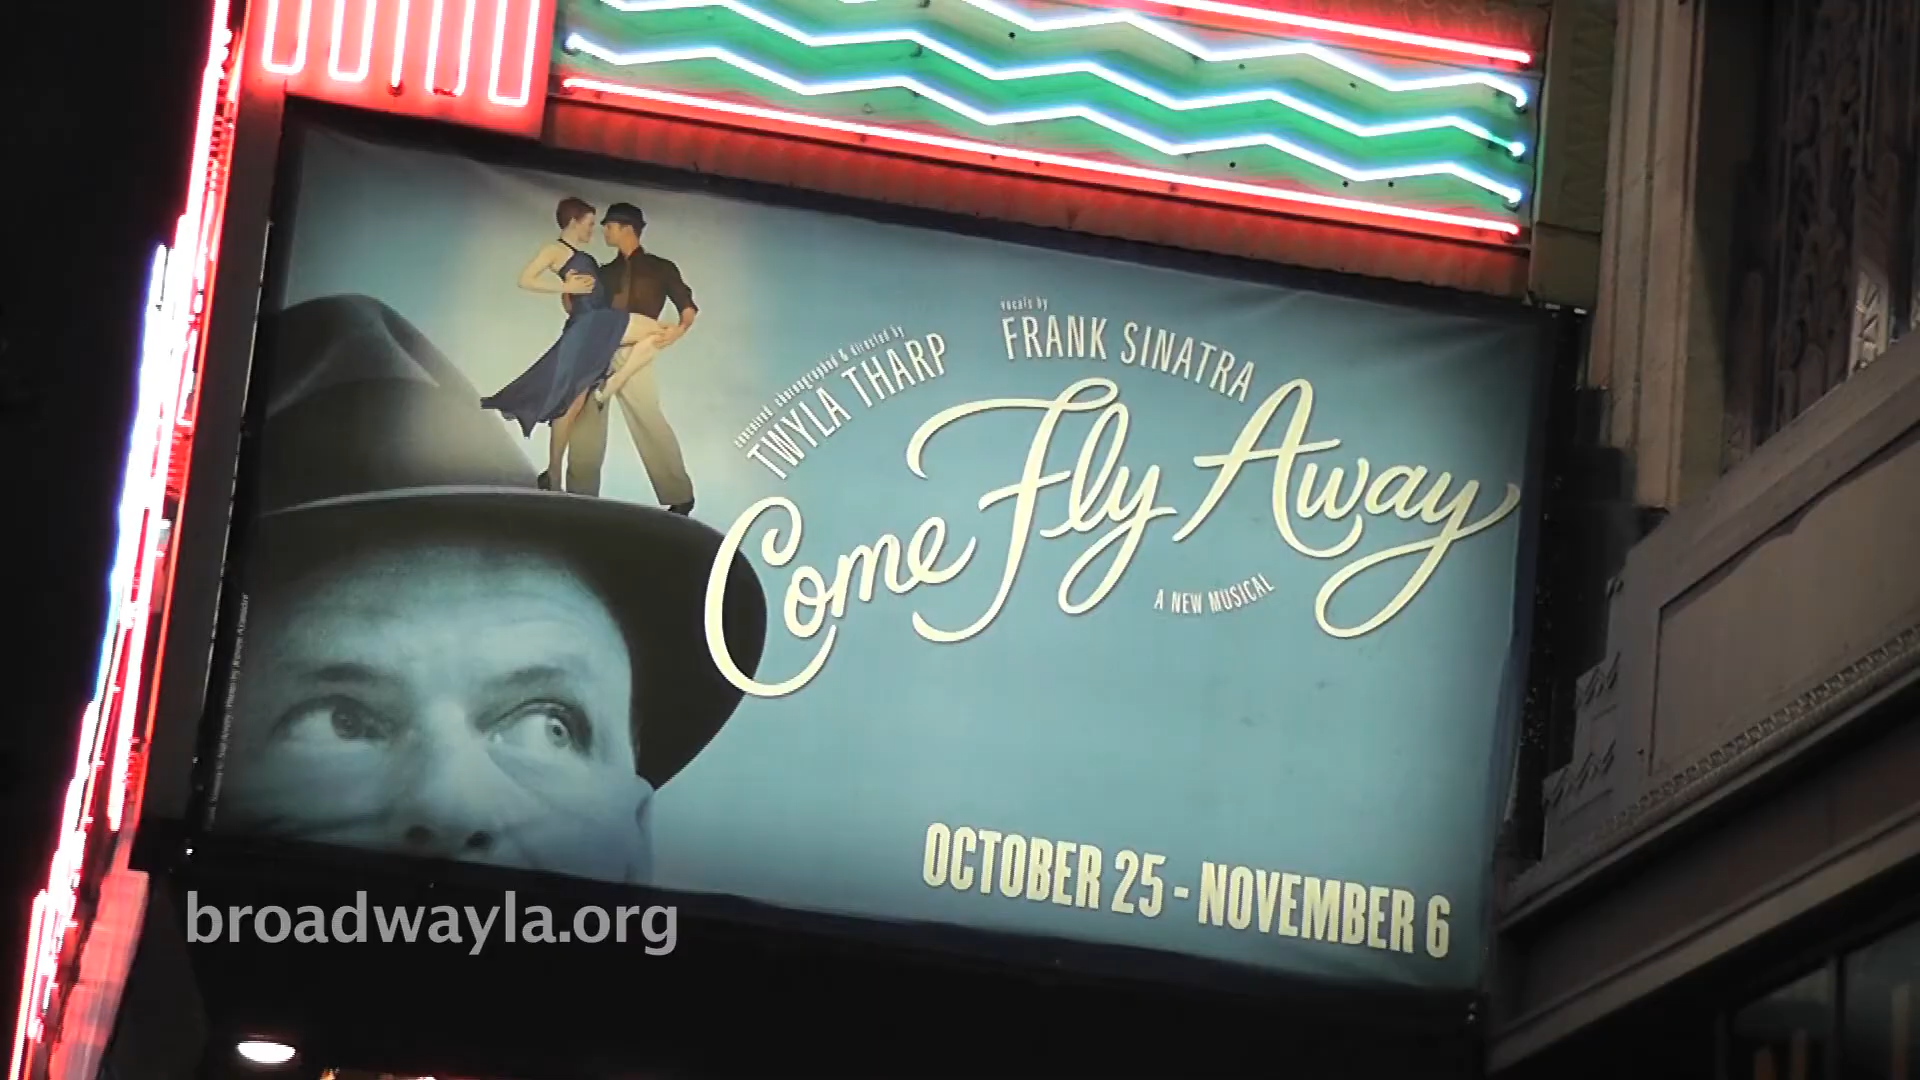 conceived choreographed & directed by
TWYLA THARP
vocals by
FRANK SINATRA
Come Fly Away
A NEW MUSICAL
OCTOBER 25 - NOVEMBER 6
broadwayla.org